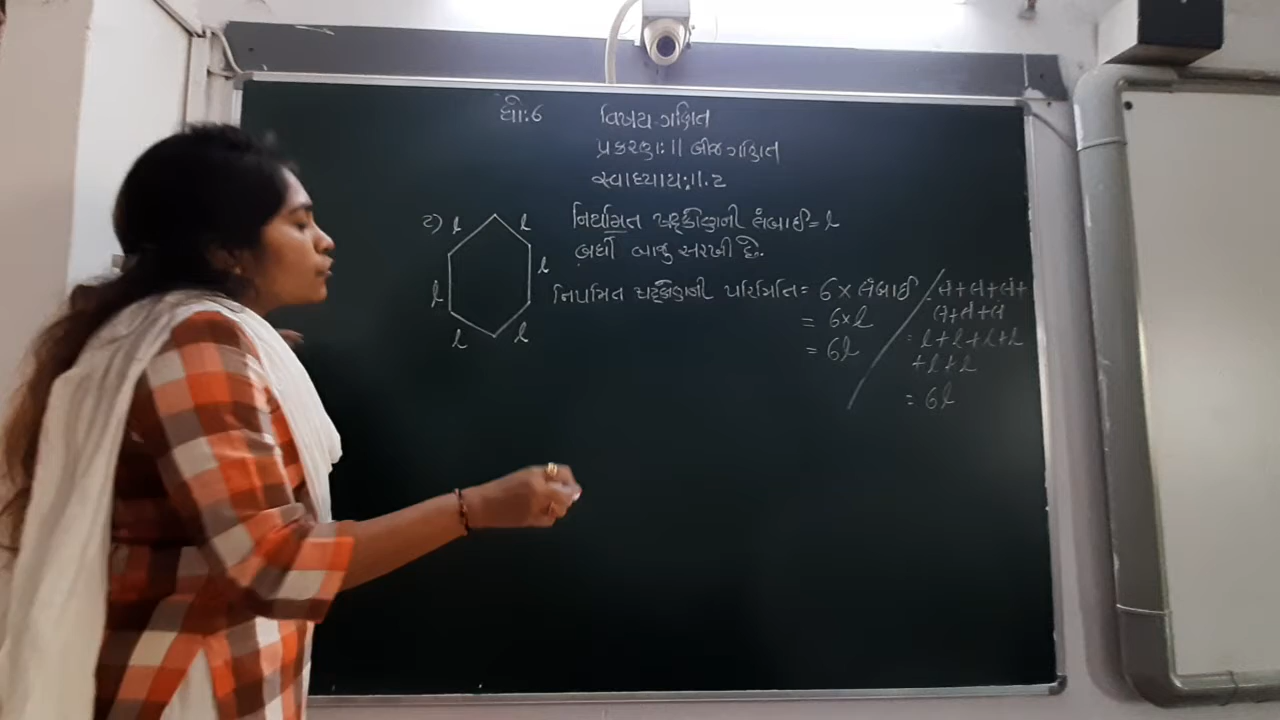 ધો:6 વિષય ગણિત
પ્રકરણ: 11 બીજ ગણિત
સ્વાધ્યાય: 11.2
2) નિયમિત ષટ્કોણની લંબાઈ = l
બધી બાજુ સરખી છે.
નિયમિત ષટ્કોણની પરિમિતિ = 6 × લંબાઈ
= 6×l
= 6l
લં+લં+લં+
લં+લં+લં
= l+l+l+l
+l+l
= 6l
l l
l l
l l